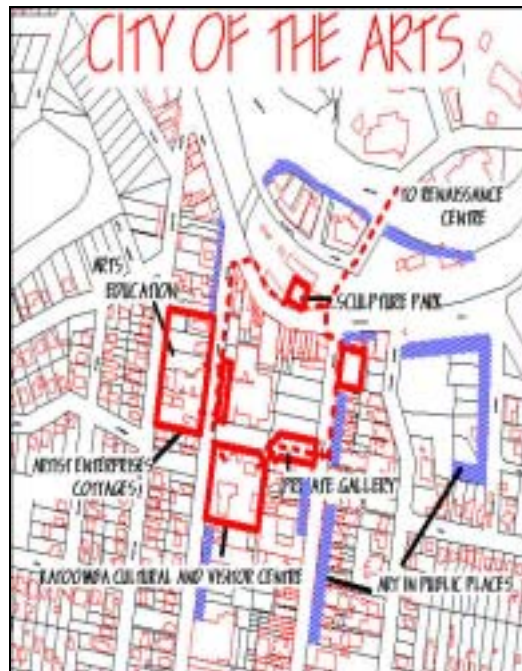 CITY OF THE ARTS
TO RENAISSANCE
CENTRE
ARTS
EDUCATION
SCULPTURE PARK
ARTIST ENTERPRISES
COTTAGES)
PRIVATE GALLERY
KATOOMBA CULTURAL AND VISITOR CENTRE
ART IN PUBLIC PLACES